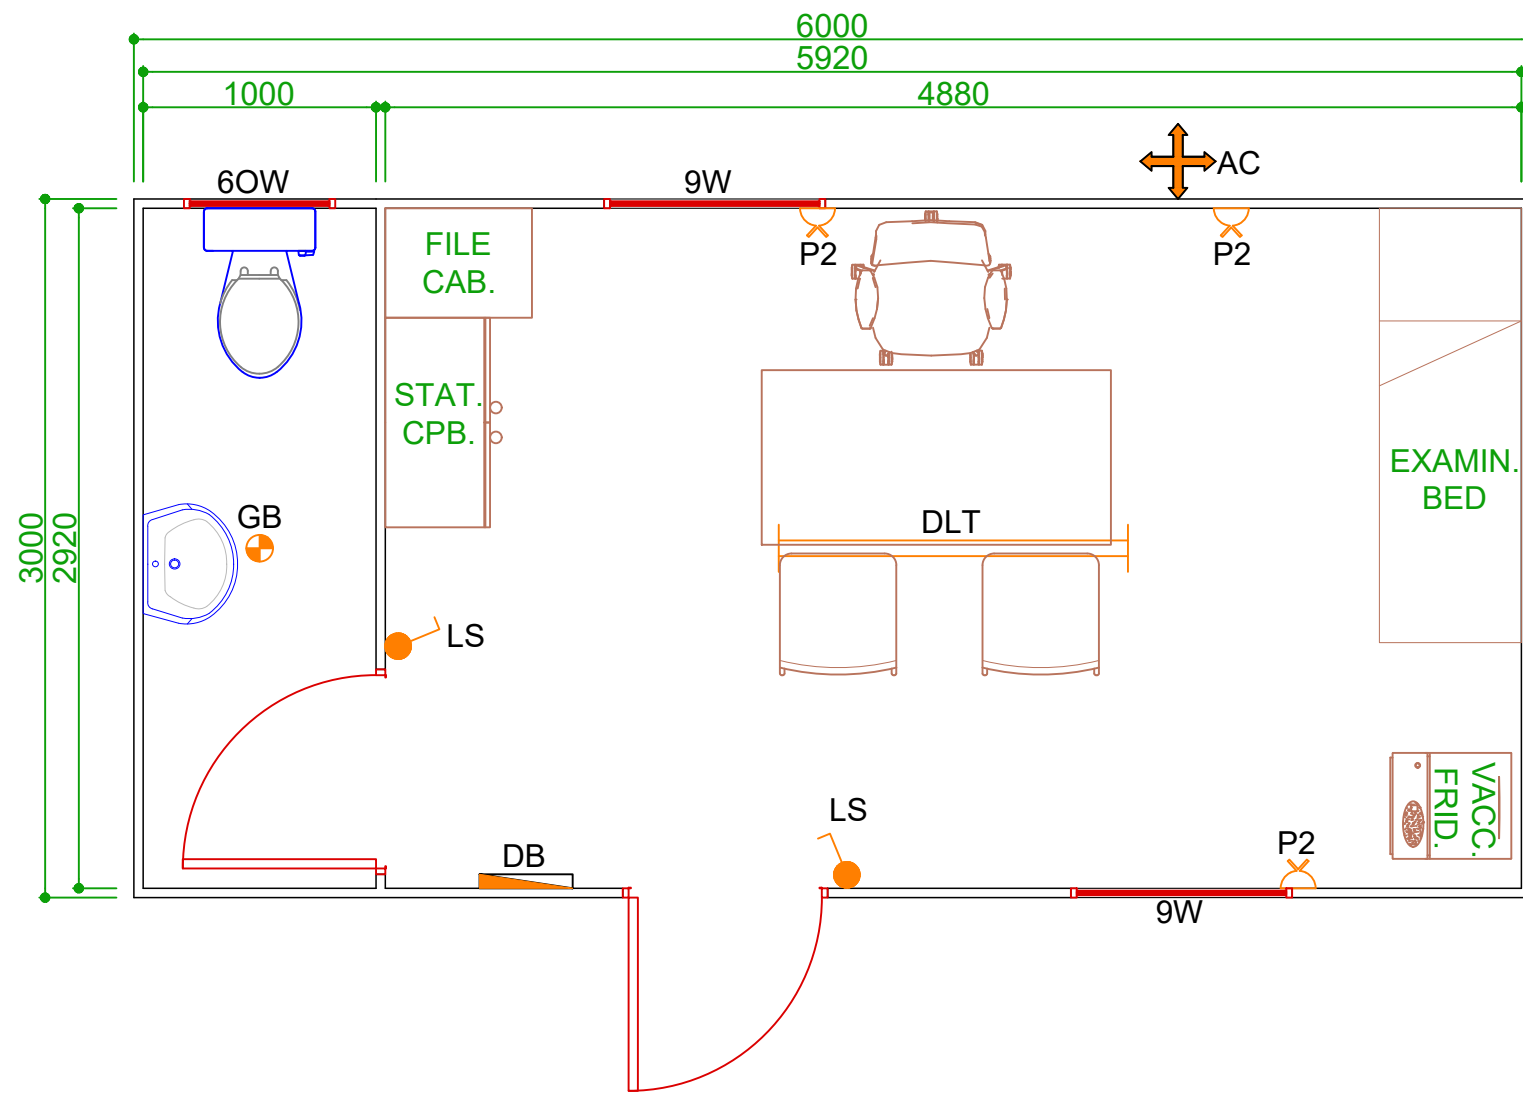 6000
5920
1000
4880
AC
6OW
9W
P2
P2
FILE
CAB.
STAT.
CPB.
EXAMIN.
BED
GB
DLT
3000
2920
LS
LS
VACC.
FRID.
DB
P2
9W